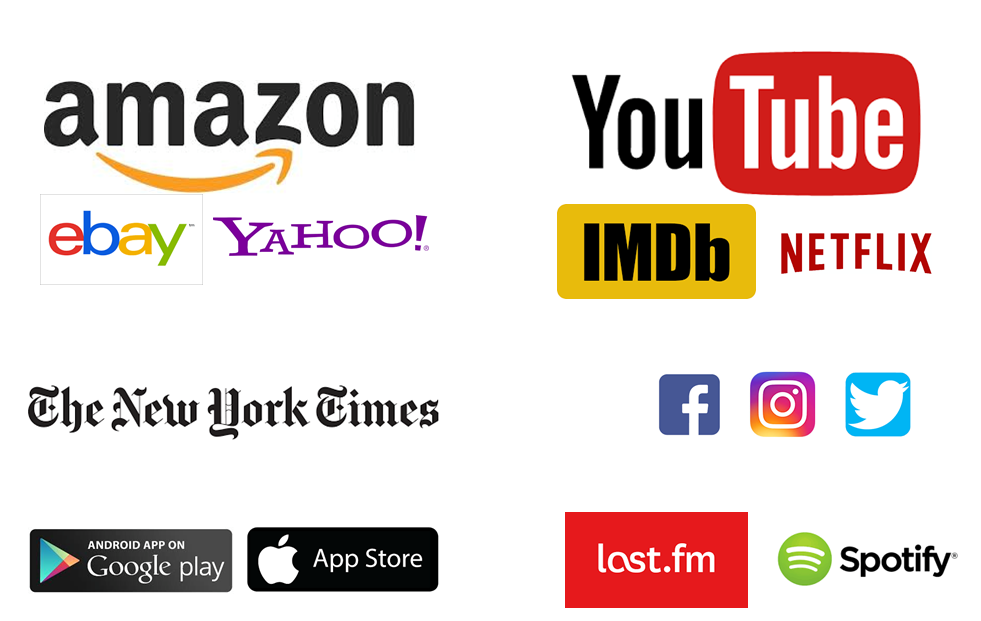 amazon
YouTube
ebay™
YAHOO!®
IMDb
NETFLIX
The New York Times
ANDROID APP ON
Google play
App Store
last.fm
Spotify®